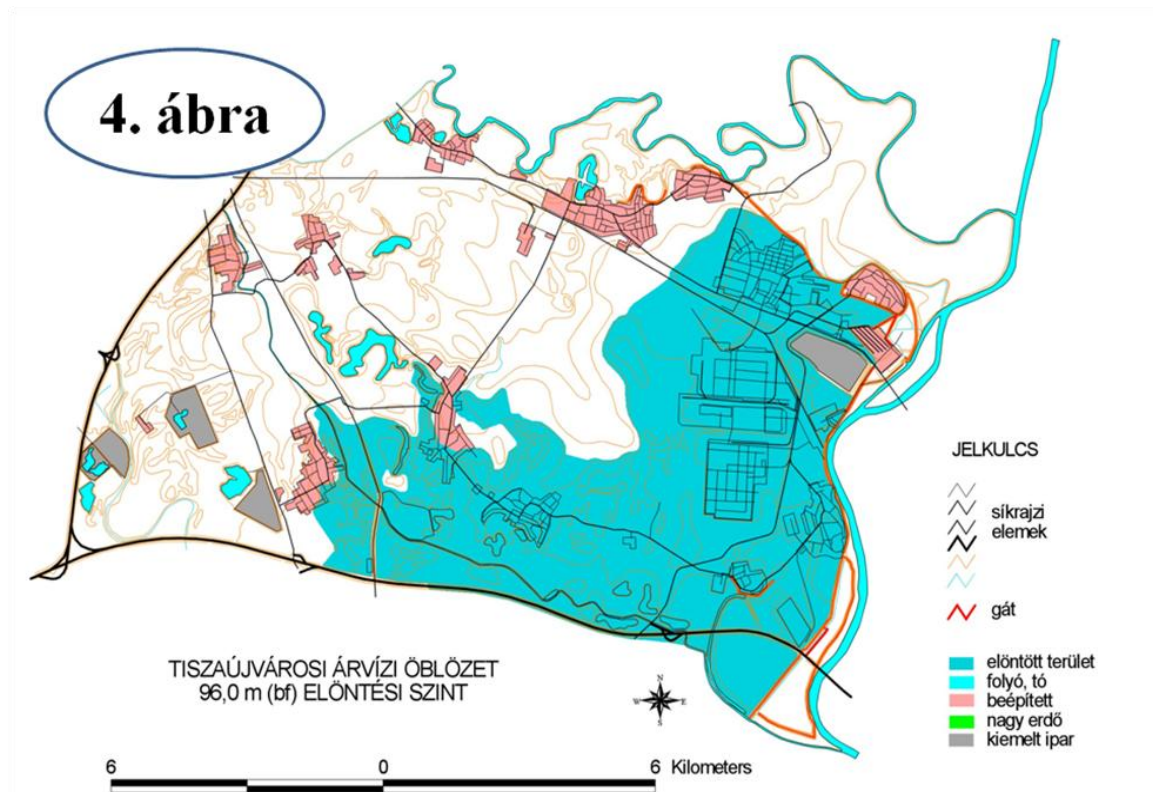 4. ábra
JELKULCS
síkrajzi
elemek
gát
elöntött terület
folyó, tó
beépített
nagy erdő
kiemelt ipar
TISZAÚJVÁROSI ÁRVÍZI ÖBLÖZET
96,0 m (bf) ELÖNTÉSI SZINT
N
W E
S
6 0 6 Kilometers